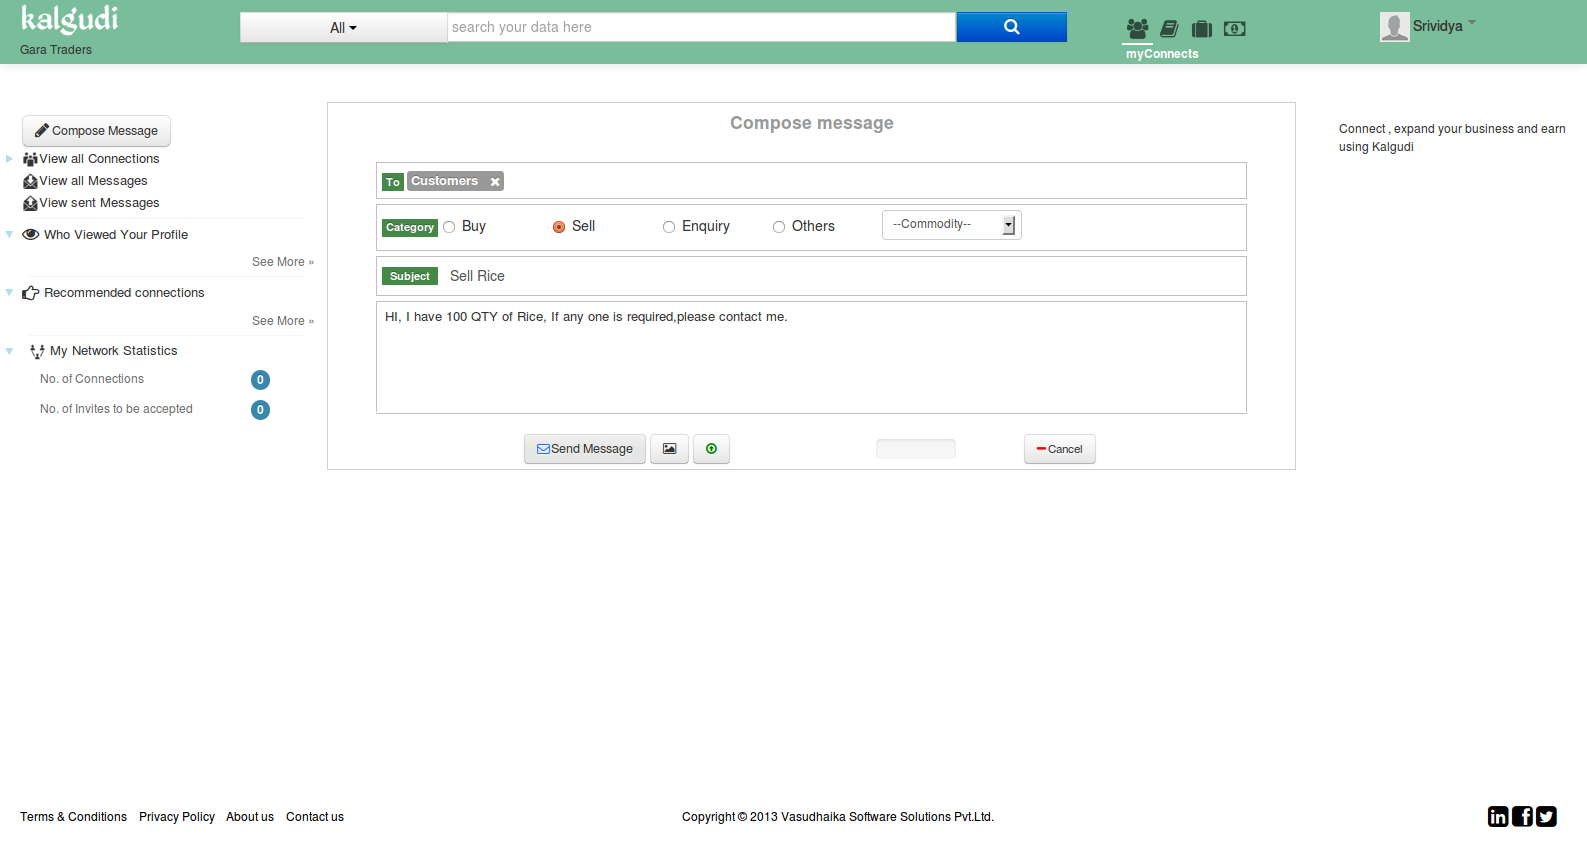 kalgudi
Gara Traders
All
search your data here
myConnects
Srividya
Compose Message
View all Connections
View all Messages
View sent Messages
Who Viewed Your Profile
See More »
Recommended connections
See More »
My Network Statistics
No. of Connections 0
No. of Invites to be accepted 0
Compose message
To Customers ×
Category Buy Sell Enquiry Others --Commodity--
Subject Sell Rice
HI, I have 100 QTY of Rice, If any one is required,please contact me.
Send Message
Cancel
Connect , expand your business and earn
using Kalgudi
Terms & Conditions Privacy Policy About us Contact us
Copyright © 2013 Vasudhaika Software Solutions Pvt.Ltd.